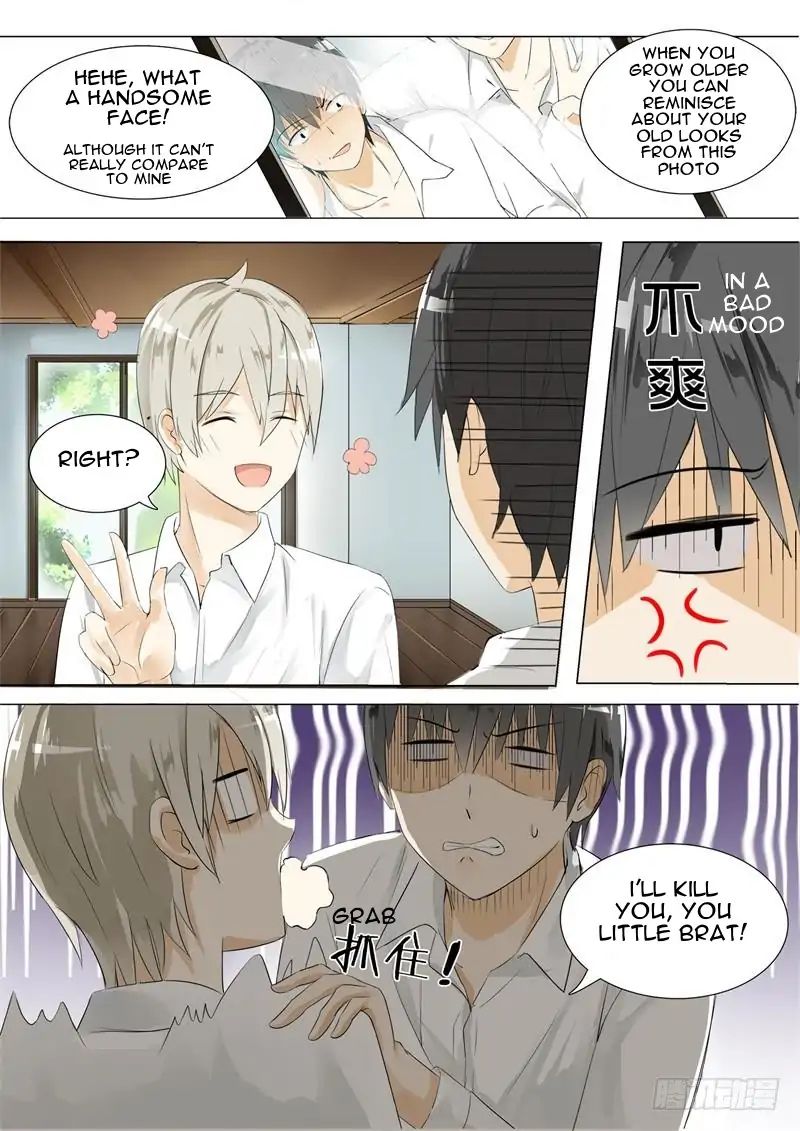 HEHE, WHAT
A HANDSOME
FACE!
ALTHOUGH IT CAN'T
REALLY COMPARE
TO MINE
WHEN YOU
GROW OLDER
YOU CAN
REMINISCE
ABOUT YOUR
OLD LOOKS
FROM THIS
PHOTO
RIGHT?
不爽
IN A
BAD
MOOD
GRAB
抓住!
I'LL KILL
YOU, YOU
LITTLE BRAT!
腾讯动漫